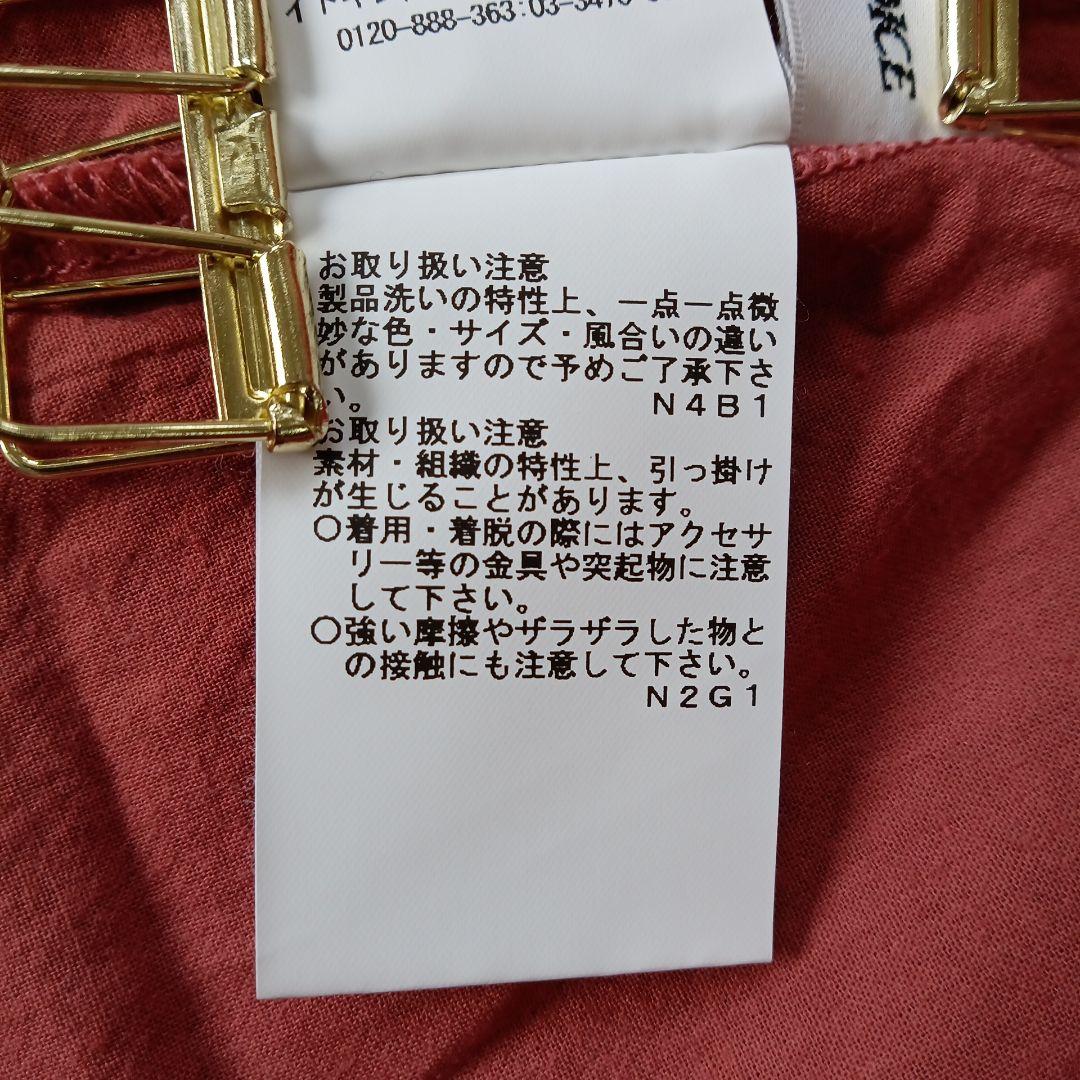 0120-888-363:03-3470-
お取り扱い注意
製品洗いの特性上、一点一点微
妙な色・サイズ・風合いの違い
がありますので予めご了承下さ
い。 N4B1
お取り扱い注意
素材・組織の特性上、引っ掛け
が生じることがあります。
○着用・着脱の際にはアクセサ
リー等の金具や突起物に注意
して下さい。
○強い摩擦やザラザラした物と
の接触にも注意して下さい。
N2G1